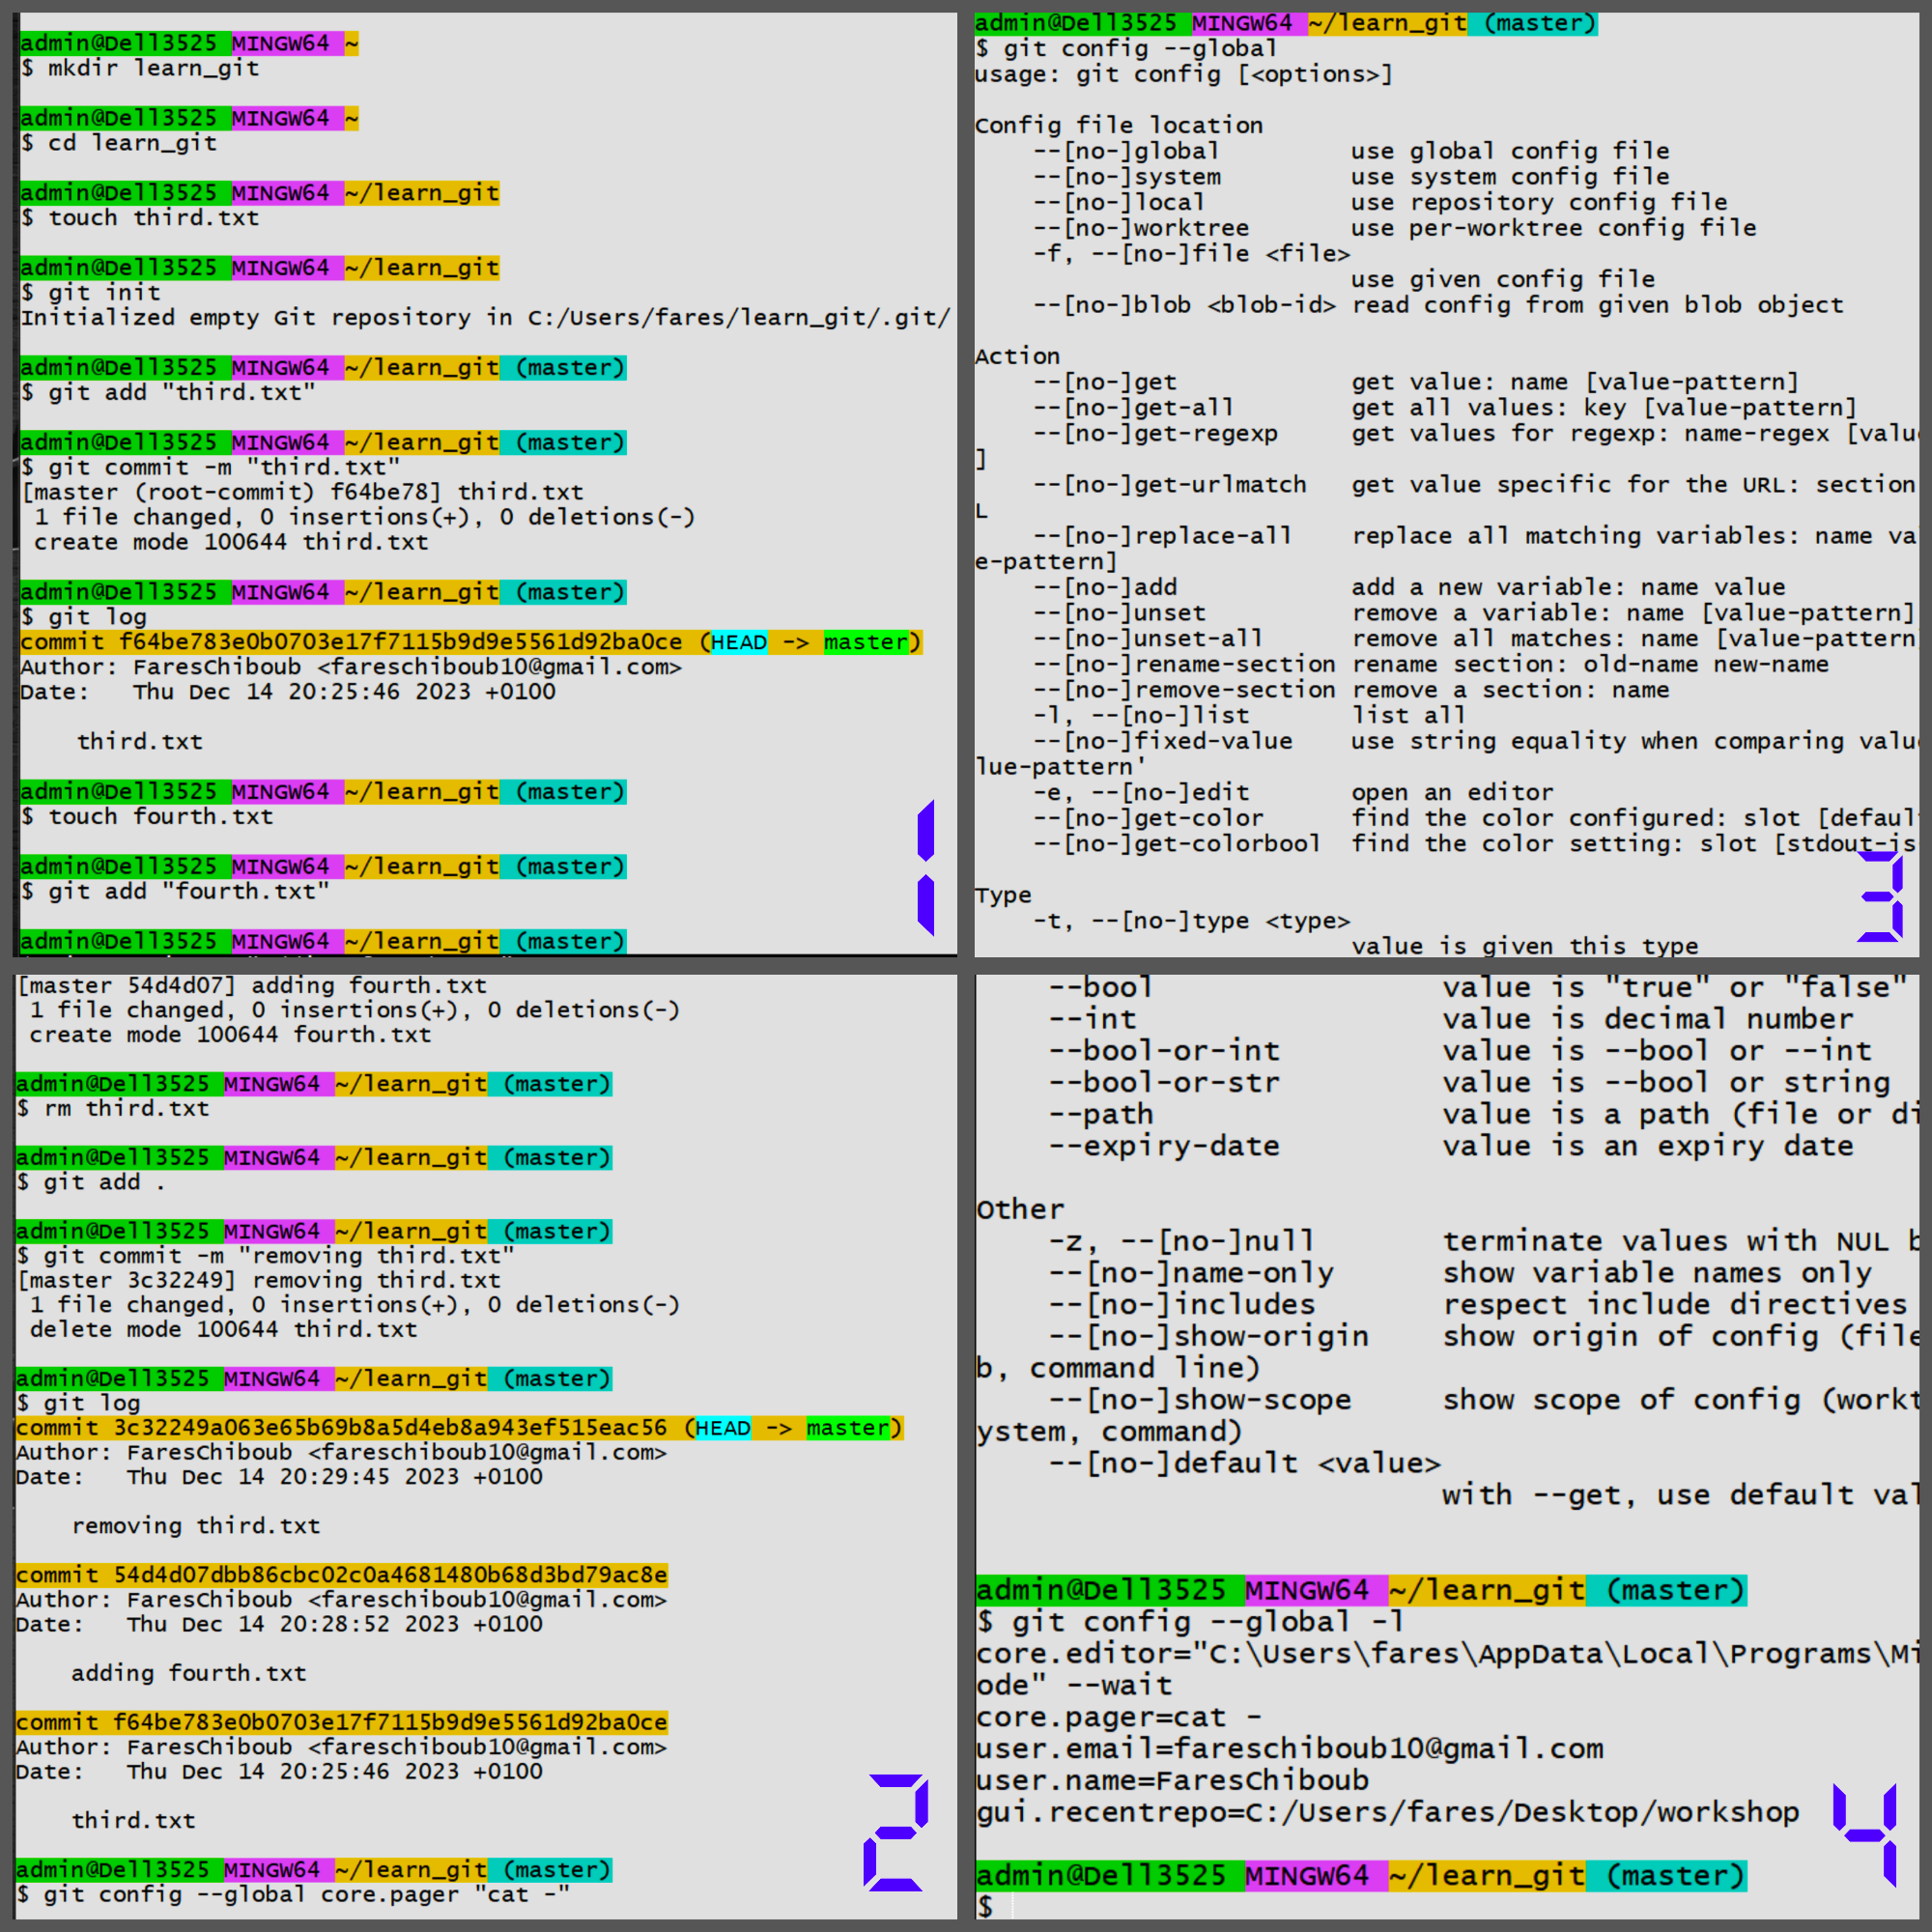 admin@Dell3525 MINGW64 ~
$ mkdir learn_git
admin@Dell3525 MINGW64 ~
$ cd learn_git
admin@Dell3525 MINGW64 ~/learn_git
$ touch third.txt
admin@Dell3525 MINGW64 ~/learn_git
$ git init
Initialized empty Git repository in C:/Users/fares/learn_git/.git/
admin@Dell3525 MINGW64 ~/learn_git (master)
$ git add "third.txt"
admin@Dell3525 MINGW64 ~/learn_git (master)
$ git commit -m "third.txt"
[master (root-commit) f64be78] third.txt
1 file changed, 0 insertions(+), 0 deletions(-)
create mode 100644 third.txt
admin@Dell3525 MINGW64 ~/learn_git (master)
$ git log
commit f64be783e0b0703e17f7115b9d9e5561d92ba0ce (HEAD -> master)
Author: FaresChiboub <fareschiboub10@gmail.com>
Date:   Thu Dec 14 20:25:46 2023 +0100
third.txt
admin@Dell3525 MINGW64 ~/learn_git (master)
$ touch fourth.txt
admin@Dell3525 MINGW64 ~/learn_git (master)
$ git add "fourth.txt"
admin@Dell3525 MINGW64 ~/learn_git (master)
1
[master 54d4d07] adding fourth.txt
1 file changed, 0 insertions(+), 0 deletions(-)
create mode 100644 fourth.txt
admin@Dell3525 MINGW64 ~/learn_git (master)
$ rm third.txt
admin@Dell3525 MINGW64 ~/learn_git (master)
$ git add .
admin@Dell3525 MINGW64 ~/learn_git (master)
$ git commit -m "removing third.txt"
[master 3c32249] removing third.txt
1 file changed, 0 insertions(+), 0 deletions(-)
delete mode 100644 third.txt
admin@Dell3525 MINGW64 ~/learn_git (master)
$ git log
commit 3c32249a063e65b69b8a5d4eb8a943ef515eac56 (HEAD -> master)
Author: FaresChiboub <fareschiboub10@gmail.com>
Date:   Thu Dec 14 20:29:45 2023 +0100
removing third.txt
commit 54d4d07dbb86cbc02c0a4681480b68d3bd79ac8e
Author: FaresChiboub <fareschiboub10@gmail.com>
Date:   Thu Dec 14 20:28:52 2023 +0100
adding fourth.txt
commit f64be783e0b0703e17f7115b9d9e5561d92ba0ce
Author: FaresChiboub <fareschiboub10@gmail.com>
Date:   Thu Dec 14 20:25:46 2023 +0100
third.txt
admin@Dell3525 MINGW64 ~/learn_git (master)
$ git config --global core.pager "cat -"
2
admin@Dell3525 MINGW64 ~/learn_git (master)
$ git config --global
usage: git config [<options>]
Config file location
--[no-]global use global config file
--[no-]system use system config file
--[no-]local use repository config file
--[no-]worktree use per-worktree config file
-f, --[no-]file <file>
use given config file
--[no-]blob <blob-id> read config from given blob object
Action
--[no-]get get value: name [value-pattern]
--[no-]get-all get all values: key [value-pattern]
--[no-]get-regexp get values for regexp: name-regex [valu
]
--[no-]get-urlmatch get value specific for the URL: section
L
--[no-]replace-all replace all matching variables: name va
e-pattern]
--[no-]add add a new variable: name value
--[no-]unset remove a variable: name [value-pattern]
--[no-]unset-all remove all matches: name [value-pattern
--[no-]rename-section rename section: old-name new-name
--[no-]remove-section remove a section: name
-l, --[no-]list list all
--[no-]fixed-value use string equality when comparing valu
lue-pattern'
-e, --[no-]edit open an editor
--[no-]get-color find the color configured: slot [defaul
--[no-]get-colorbool find the color setting: slot [stdout-is
Type
-t, --[no-]type <type>
value is given this type
3
--bool value is "true" or "false"
--int value is decimal number
--bool-or-int value is --bool or --int
--bool-or-str value is --bool or string
--path value is a path (file or di
--expiry-date value is an expiry date
Other
-z, --[no-]null terminate values with NUL b
--[no-]name-only show variable names only
--[no-]includes respect include directives
--[no-]show-origin show origin of config (file
b, command line)
--[no-]show-scope show scope of config (workt
ystem, command)
--[no-]default <value>
with --get, use default val
admin@Dell3525 MINGW64 ~/learn_git (master)
$ git config --global -l
core.editor="C:\Users\fares\AppData\Local\Programs\Mi
ode" --wait
core.pager=cat -
user.email=fareschiboub10@gmail.com
user.name=FaresChiboub
gui.recentrepo=C:/Users/fares/Desktop/workshop
admin@Dell3525 MINGW64 ~/learn_git (master)
$
4